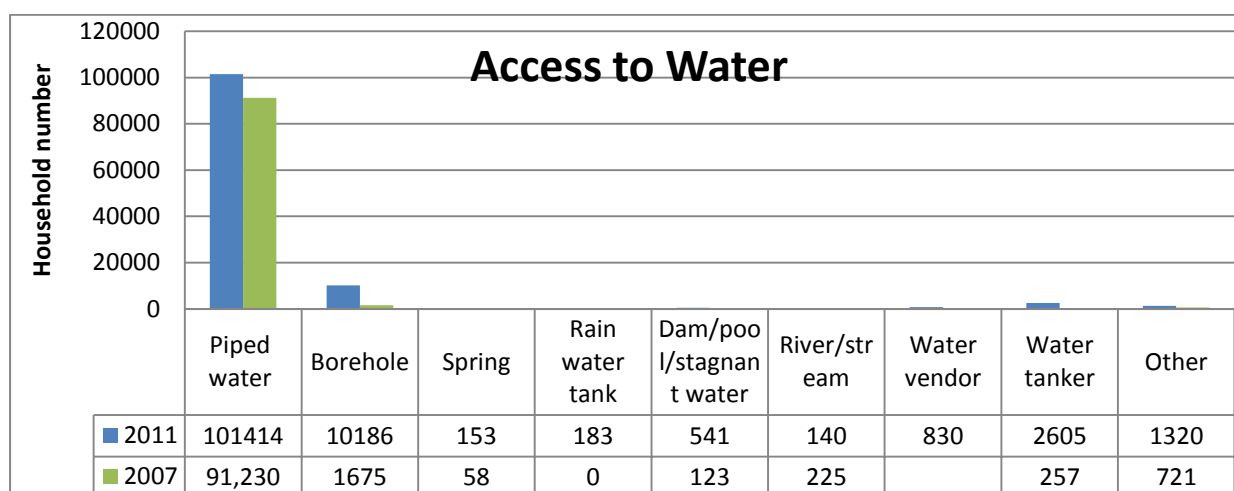 Access to Water
Household number
120000
100000
80000
60000
40000
20000
0
Piped
water
Borehole
Spring
Rain
water
tank
Dam/poo
l/stagnan
t water
River/str
eam
Water
vendor
Water
tanker
Other
2011 101414 10186 153 183 541 140 830 2605 1320
2007 91,230 1675 58 0 123 225 257 721